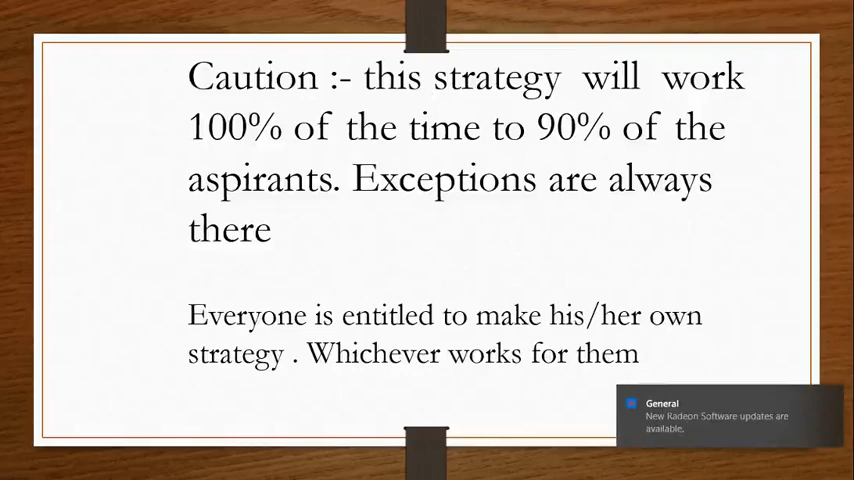 Caution :- this strategy will work
100% of the time to 90% of the
aspirants. Exceptions are always
there
Everyone is entitled to make his/her own
strategy . Whichever works for them
General
New Radeon Software updates are
available.